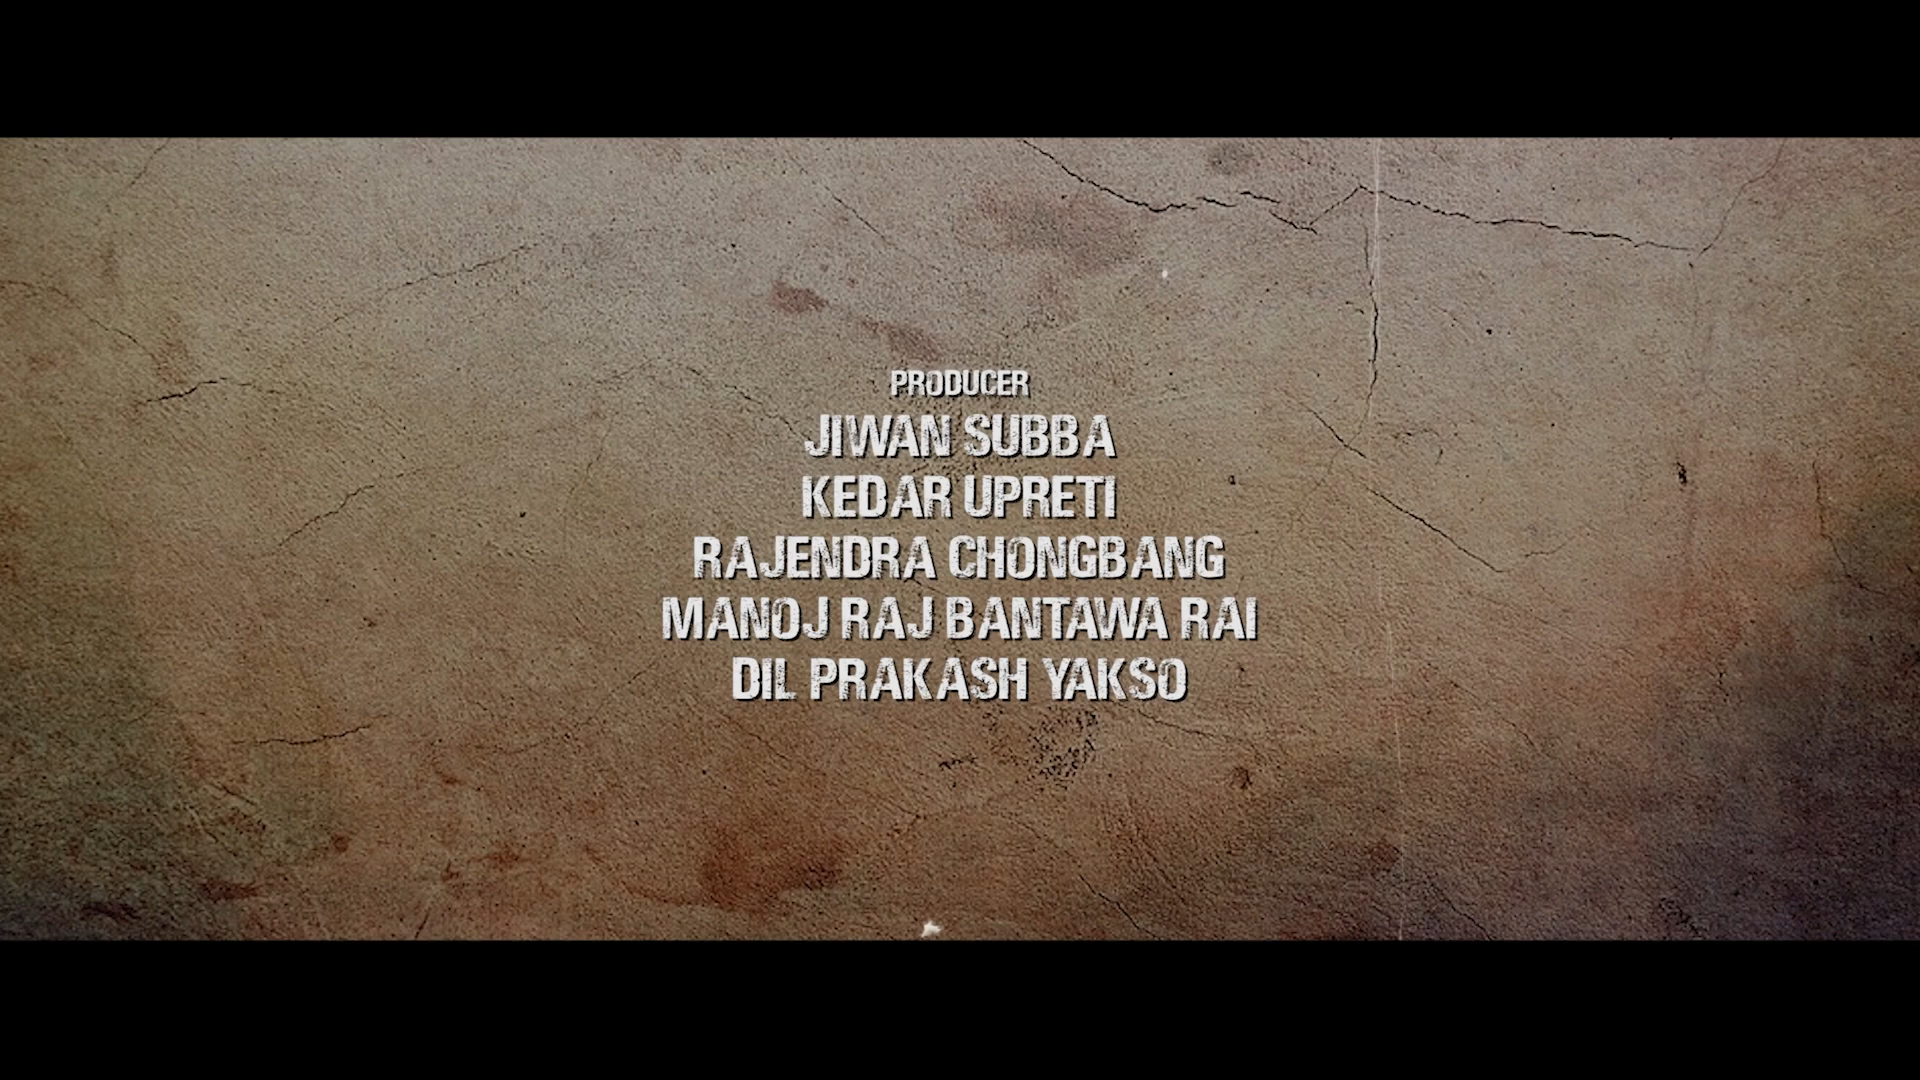 PRODUCER
JIWAN SUBBA
KEDAR UPRETI
RAJENDRA CHONGBANG
MANOJ RAJ BANTAWA RAI
DIL PRAKASH YAKSO